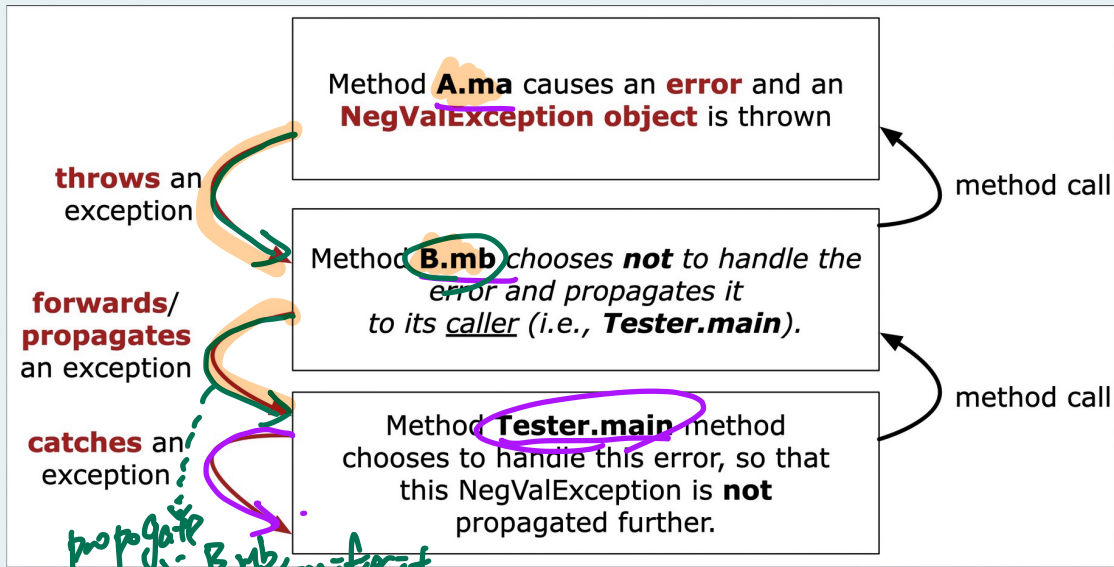 Method A.ma causes an error and an
NegValException object is thrown
throws an
exception
method call
Method B.mb chooses not to handle the
error and propagates it
to its caller (i.e., Tester.main).
forwards/
propagates
an exception
method call
Method Tester.main method
chooses to handle this error, so that
this NegValException is not
propagated further.
catches an
exception
propogate
B.mb